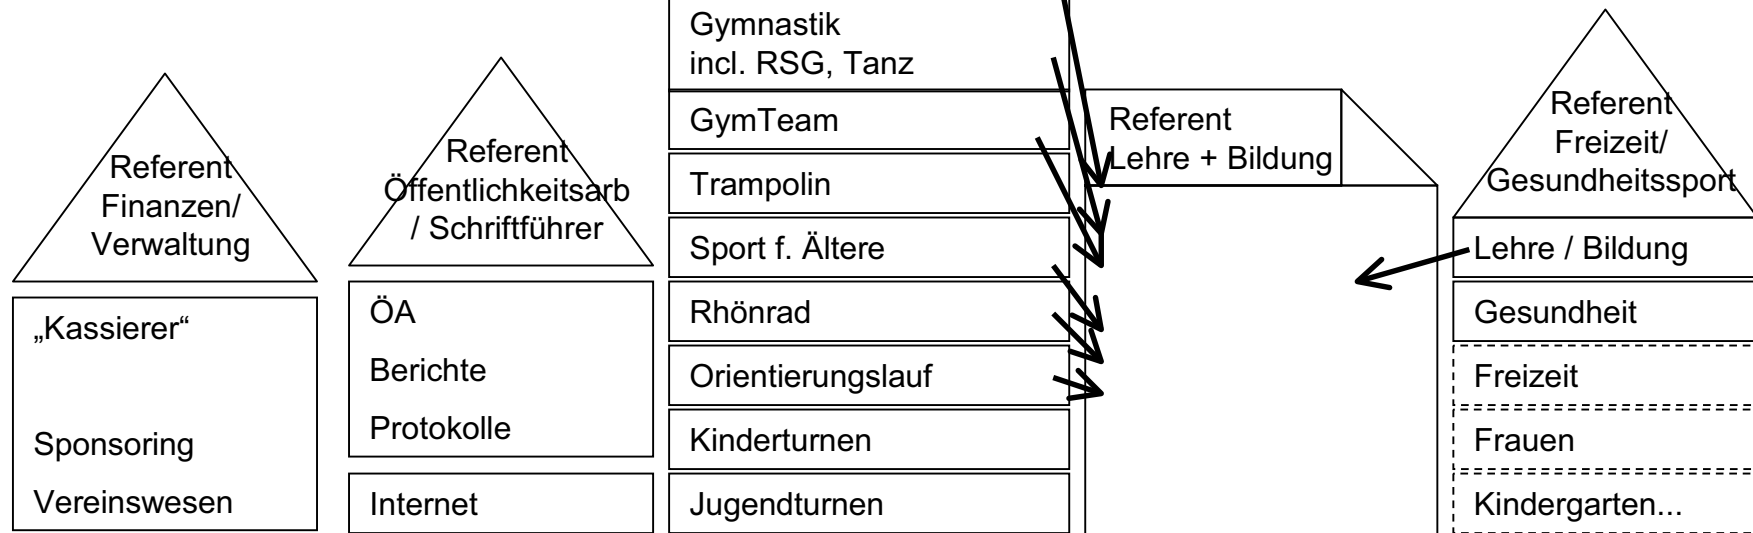 Referent
Finanzen/
Verwaltung
„Kassierer“
Sponsoring
Vereinswesen
Referent
Öffentlichkeitsarb
/ Schriftführer
ÖA
Berichte
Protokolle
Internet
Gymnastik
incl. RSG, Tanz
GymTeam
Trampolin
Sport f. Ältere
Rhönrad
Orientierungslauf
Kinderturnen
Jugendturnen
Referent
Lehre + Bildung
Referent
Freizeit/
Gesundheitssport
Lehre / Bildung
Gesundheit
Freizeit
Frauen
Kindergarten...